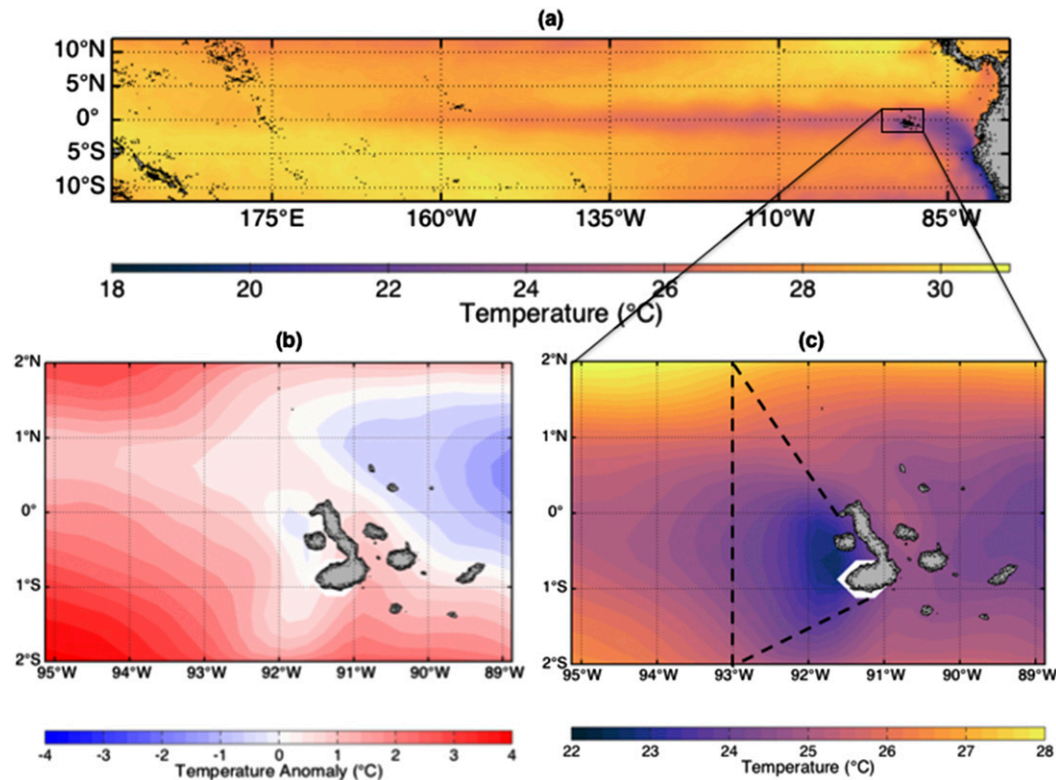 (a)
10°N
5°N
0°
5°S
10°S
175°E 160°W 135°W 110°W 85°W
18 20 22 24 26 28 30
Temperature (°C)
(b)
2°N
1°N
0°
1°S
2°S
95°W 94°W 93°W 92°W 91°W 90°W 89°W
-4 -3 -2 -1 0 1 2 3 4
Temperature Anomaly (°C)
(c)
2°N
1°N
0°
1°S
2°S
95°W 94°W 93°W 92°W 91°W 90°W 89°W
22 23 24 25 26 27 28
Temperature (°C)